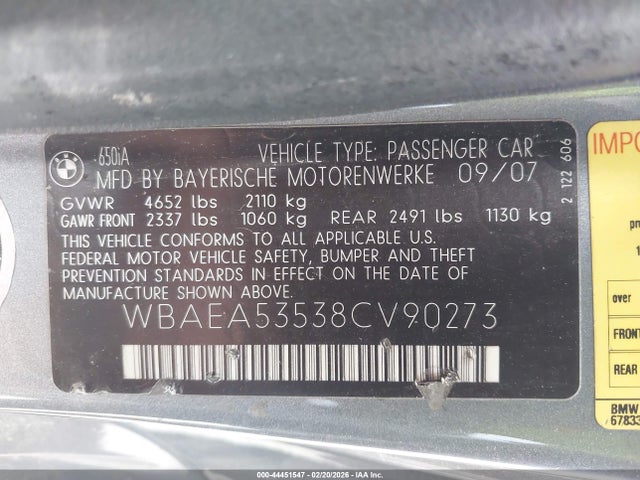 650iA VEHICLE TYPE: PASSENGER CAR
MFD BY BAYERISCHE MOTORENWERKE 09/07
GVWR 4652 lbs 2110 kg
GAWR FRONT 2337 lbs 1060 kg REAR 2491 lbs 1130 kg
THIS VEHICLE CONFORMS TO ALL APPLICABLE U.S.
FEDERAL MOTOR VEHICLE SAFETY, BUMPER AND THEFT
PREVENTION STANDARDS IN EFFECT ON THE DATE OF
MANUFACTURE SHOWN ABOVE.
WBAEA53538CV90273
2 122 606
IMPO
over
FRONT
REAR
BMW
67833
000-44451547 | 02/20/2026 - IAA Inc.